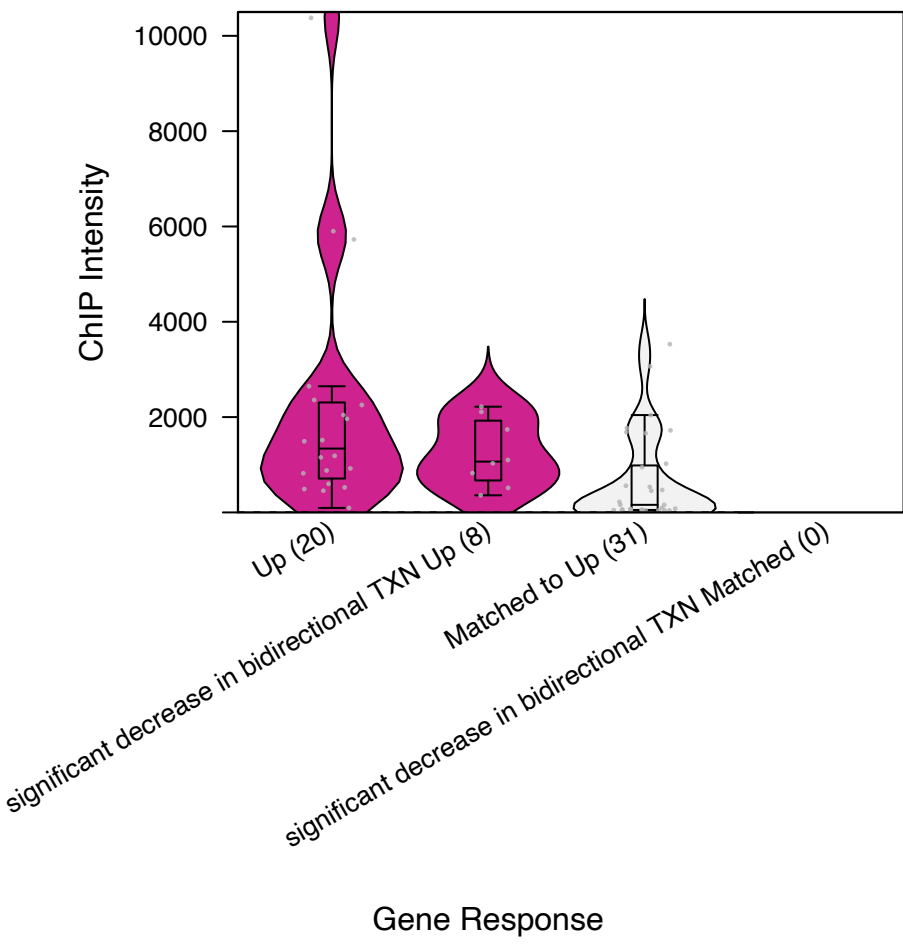 10000
8000
6000
4000
2000
ChIP Intensity
Up (20)
significant decrease in bidirectional TXN Up (8)
Matched to Up (31)
significant decrease in bidirectional TXN Matched (0)
Gene Response